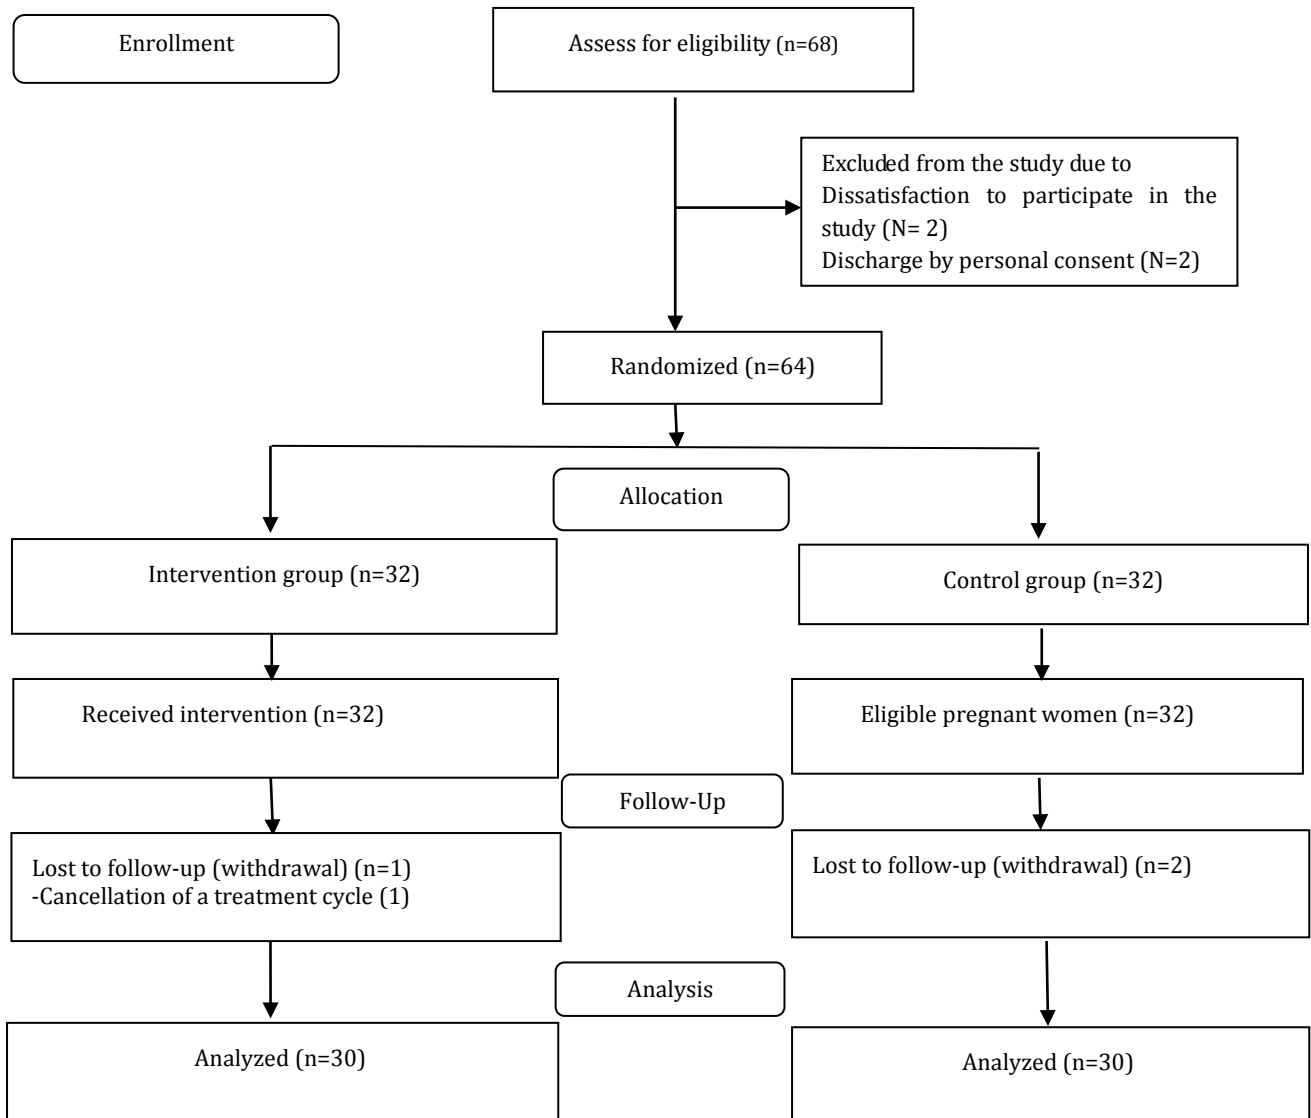 Enrollment
Assess for eligibility (n=68)
Excluded from the study due to
Dissatisfaction to participate in the
study (N= 2)
Discharge by personal consent (N=2)
Randomized (n=64)
Allocation
Intervention group (n=32)
Control group (n=32)
Received intervention (n=32)
Eligible pregnant women (n=32)
Follow-Up
Lost to follow-up (withdrawal) (n=1)
-Cancellation of a treatment cycle (1)
Lost to follow-up (withdrawal) (n=2)
Analysis
Analyzed (n=30)
Analyzed (n=30)